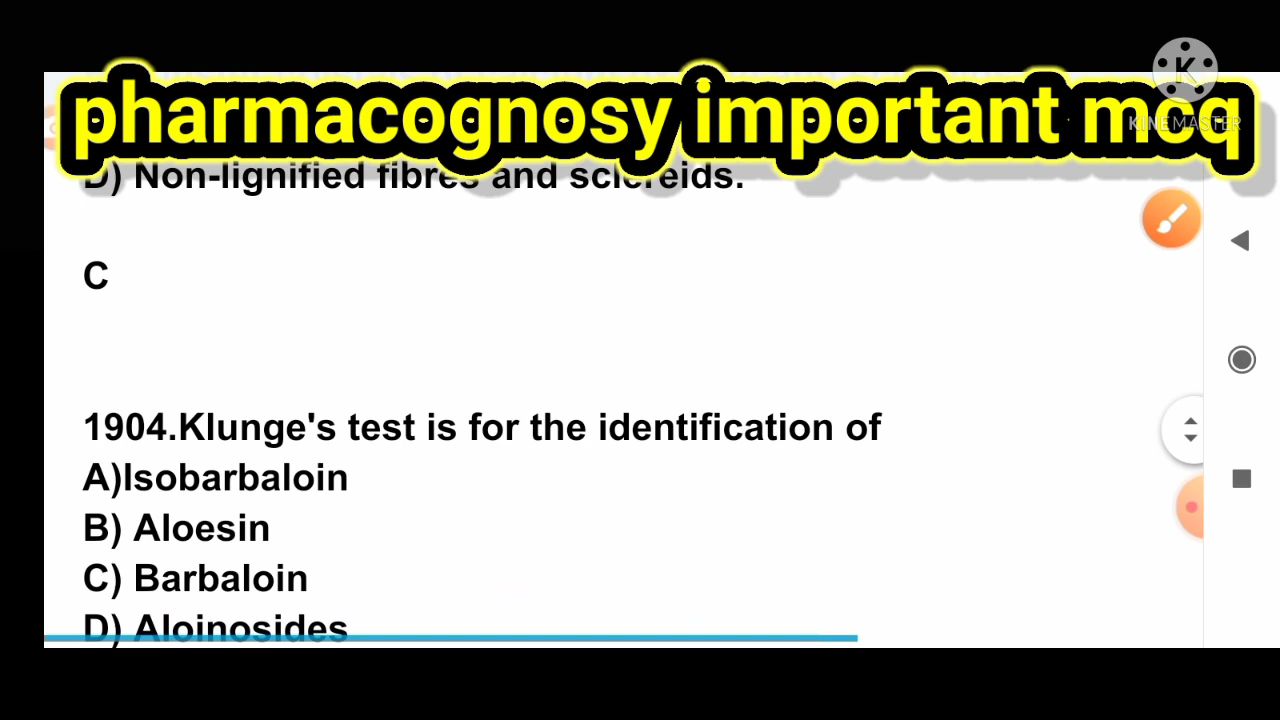 pharmacognosy important mcq
KINEMASTER
D) Non-lignified fibres and sclereids.
C
1904.Klunge's test is for the identification of
A)Isobarbaloin
B) Aloesin
C) Barbaloin
D) Aloinosides